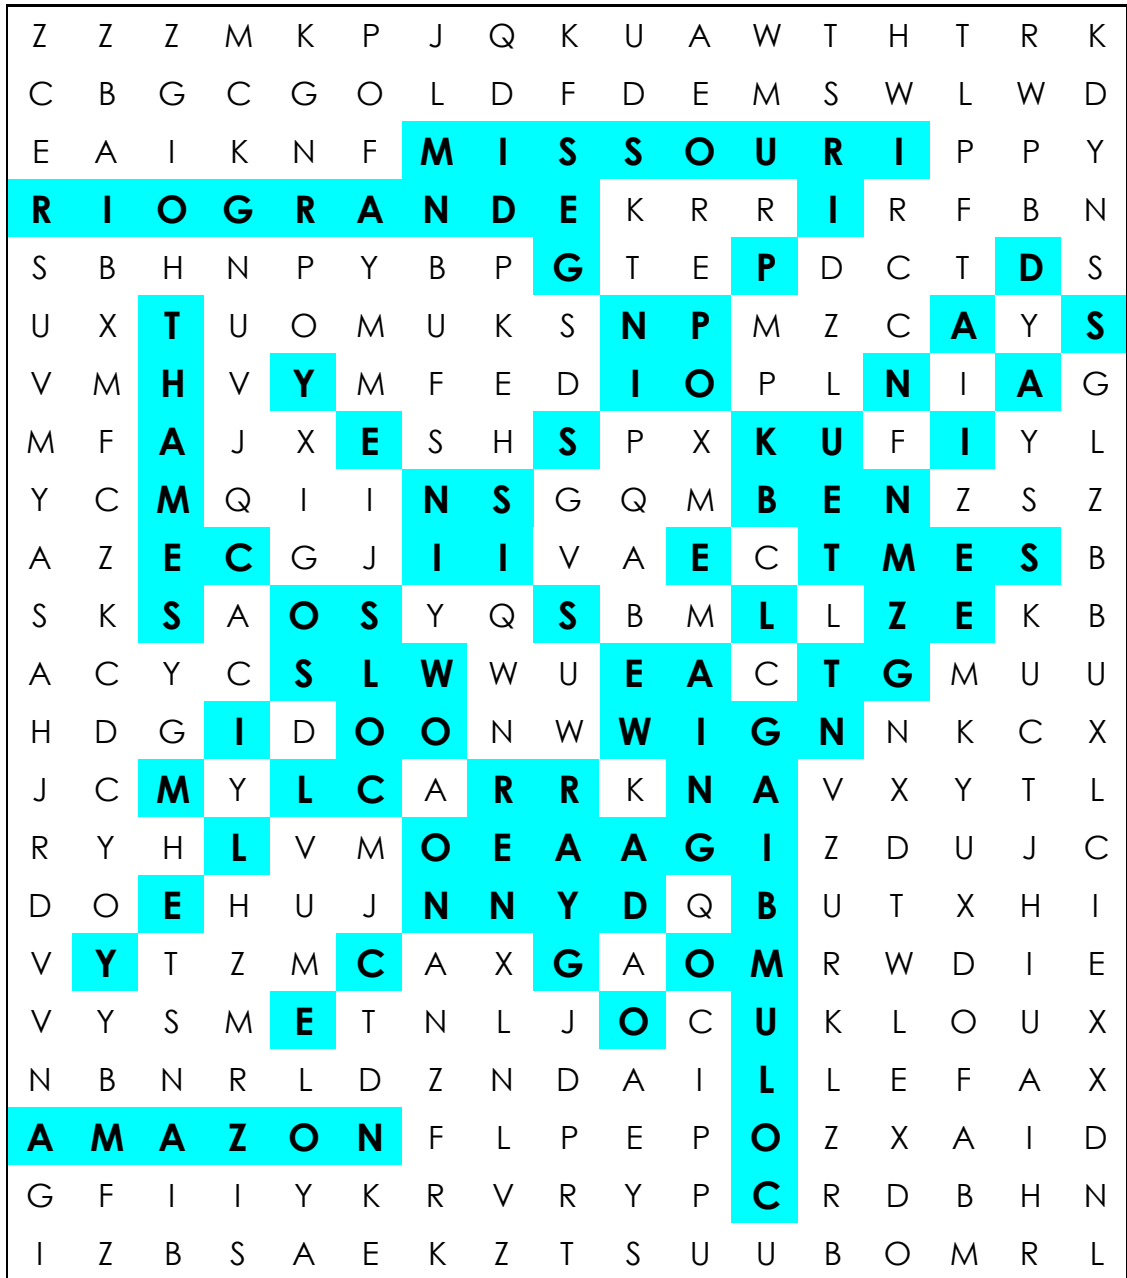 Z Z Z M K P J Q K U A W T H T R K
C B G C G O L D F D E M S W L W D
E A I K N F M I S S O U R I P P Y
R I O G R A N D E K R R I R F B N
S B H N P Y B P G T E P D C T D S
U X T U O M U K S N P M Z C A Y S
V M H V Y M F E D I O P L N I A G
M F A J X E S H S P X K U F I Y L
Y C M Q I I N S G Q M B E N Z S Z
A Z E C G J I I V A E C T M E S B
S K S A O S Y Q S B M L L Z E K B
A C Y C S L W W U E A C T G M U U
H D G I D O O N W W I G N N K C X
J C M Y L C A R R K N A V X Y T L
R Y H L V M O E A A G I Z D U J C
D O E H U J N N Y D Q B U T X H I
V Y T Z M C A X G A O M R W D I E
V Y S M E T N L J O C U K L O U X
N B N R L D Z N D A I L L E F A X
A M A Z O N F L P E P O Z X A I D
G F I I Y K R V R Y P C R D B H N
I Z B S A E K Z T S U U B O M R L